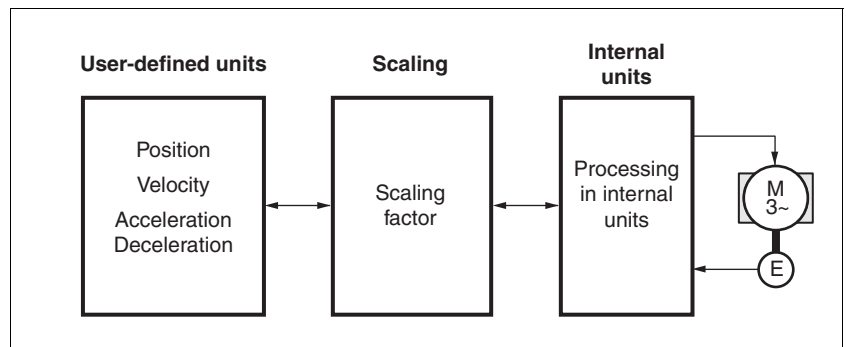 User-defined units
Scaling
Internal
units
Position
Velocity
Acceleration
Deceleration
Scaling
factor
Processing
in internal
units
M
3~
E